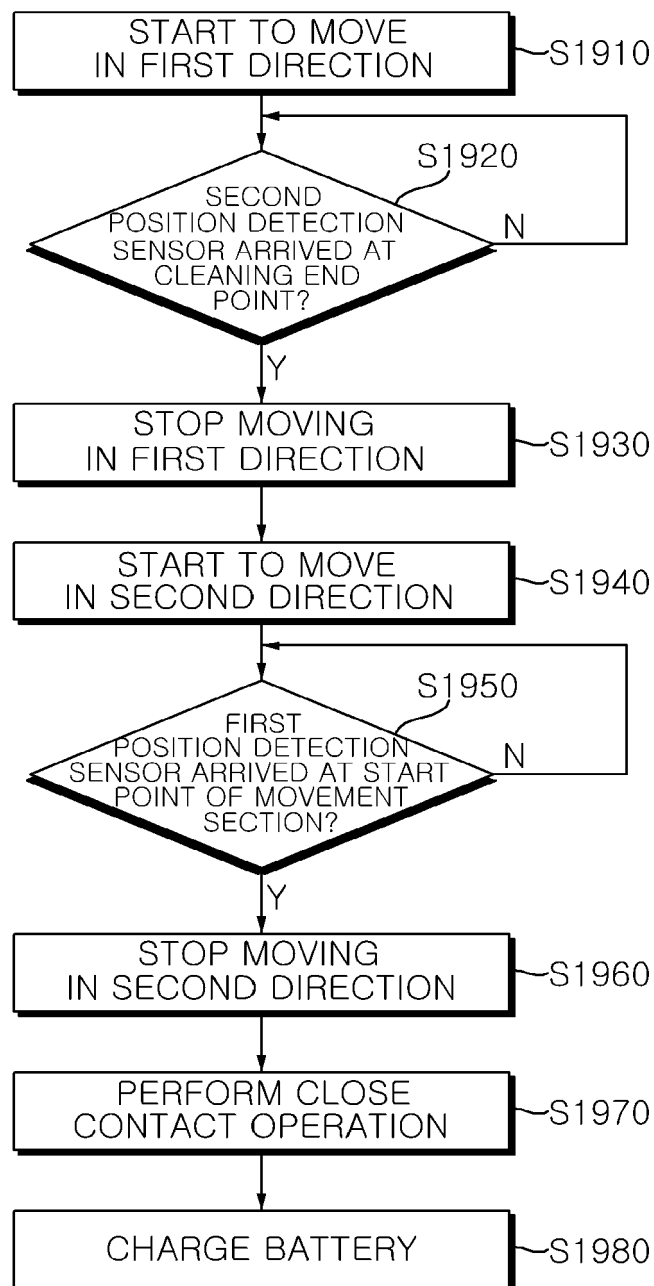 START TO MOVE
IN FIRST DIRECTION
S1910
S1920
SECOND
POSITION DETECTION
SENSOR ARRIVED AT
CLEANING END
POINT?
N
Y
STOP MOVING
IN FIRST DIRECTION
S1930
START TO MOVE
IN SECOND DIRECTION
S1940
S1950
FIRST
POSITION DETECTION
SENSOR ARRIVED AT START
POINT OF MOVEMENT
SECTION?
N
Y
STOP MOVING
IN SECOND DIRECTION
S1960
PERFORM CLOSE
CONTACT OPERATION
S1970
CHARGE BATTERY
S1980